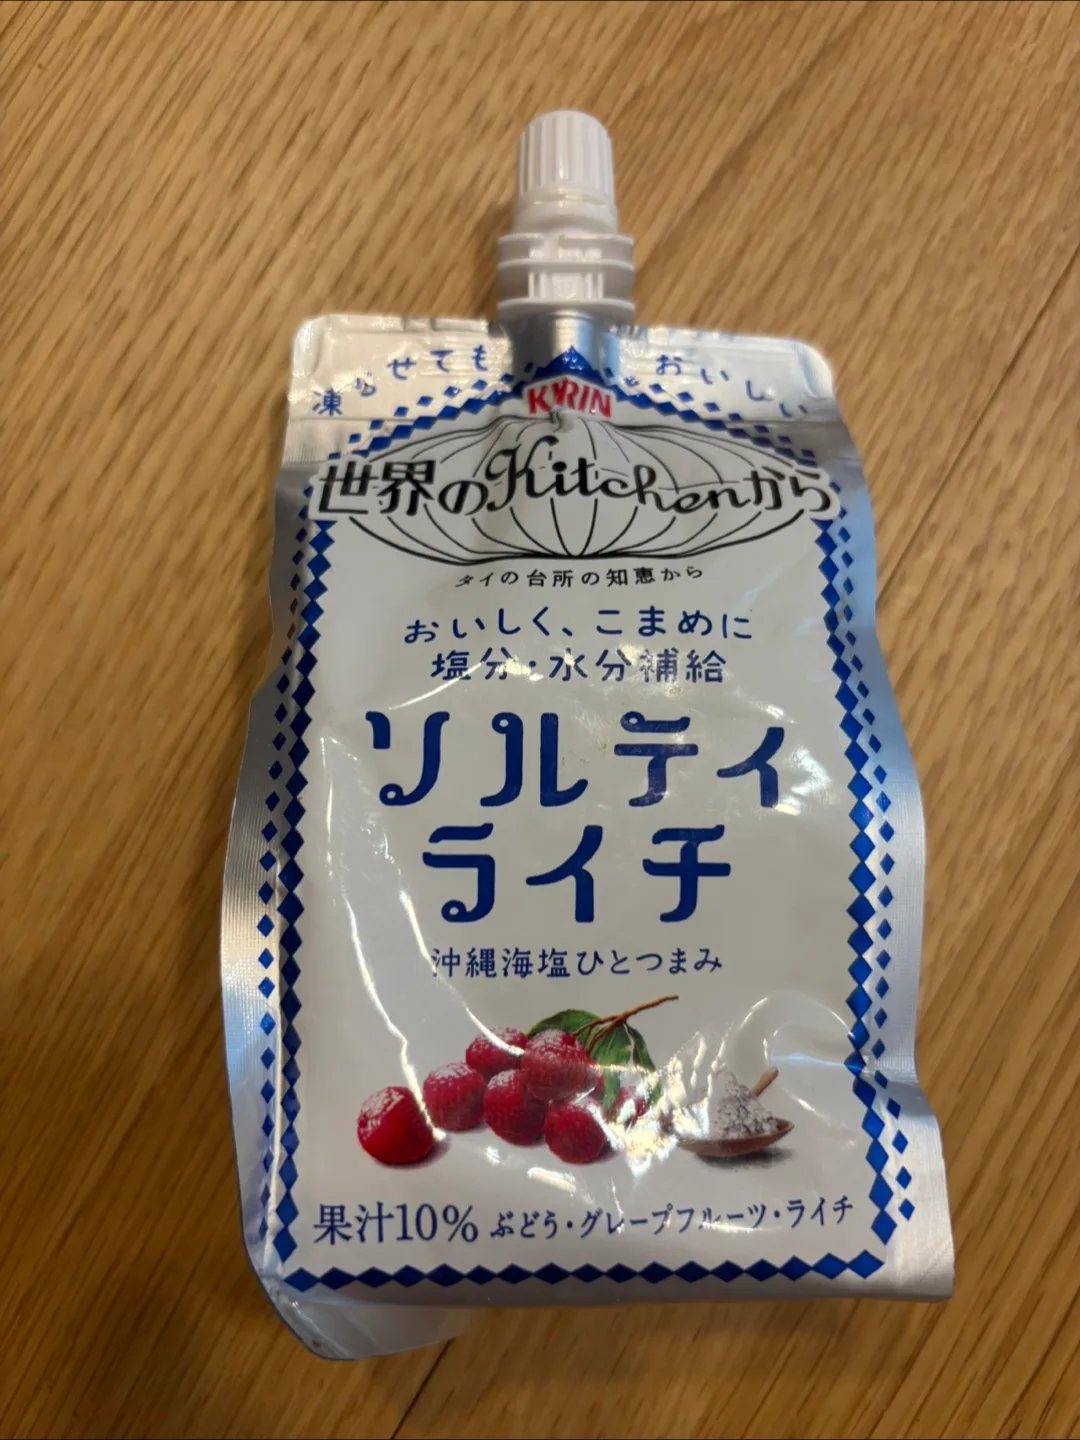 凍らせても おいしい
KIRIN
世界のKitchenから
タイの台所の知恵から
おいしく、こまめに
塩分・水分補給
ソルティ
ライチ
沖縄海塩ひとつまみ
果汁10% ぶどう・グレープフルーツ・ライチ